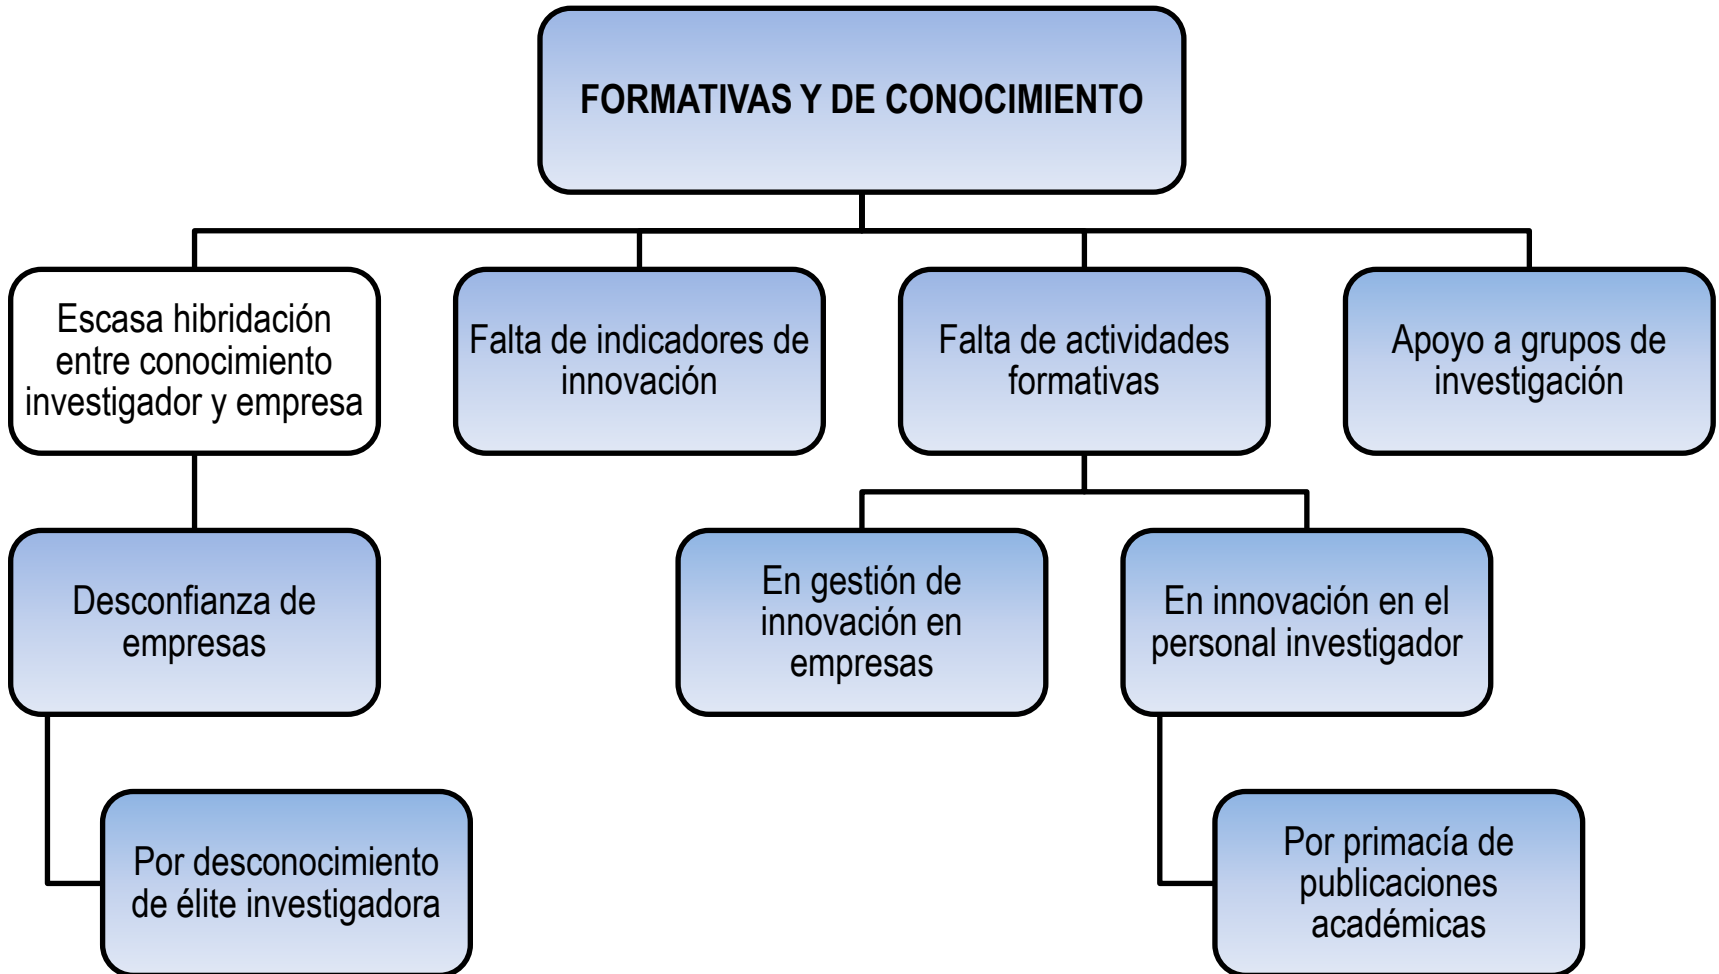 FORMATIVAS Y DE CONOCIMIENTO
Escasa hibridación
entre conocimiento
investigador y empresa
Falta de indicadores de
innovación
Falta de actividades
formativas
Apoyo a grupos de
investigación
Desconfianza de
empresas
En gestión de
innovación en
empresas
En innovación en el
personal investigador
Por desconocimiento
de élite investigadora
Por primacía de
publicaciones
académicas